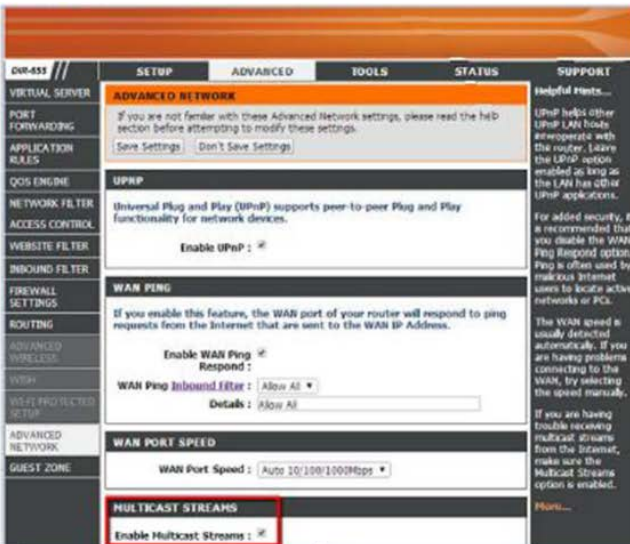 DIR-655
SETUP
ADVANCED
TOOLS
STATUS
SUPPORT
VIRTUAL SERVER
PORT
FORWARDING
APPLICATION
RULES
QOS ENGINE
NETWORK FILTER
ACCESS CONTROL
WEBSITE FILTER
INBOUND FILTER
FIREWALL
SETTINGS
ROUTING
ADVANCED
WIRELESS
WISH
WI-FI PROTECTED
SETUP
ADVANCED
NETWORK
GUEST ZONE
ADVANCED NETWORK
If you are not familar with these Advanced Network settings, please read the help
section before attempting to modify these settings.
Save Settings
Don't Save Settings
UPNP
Universal Plug and Play (UPnP) supports peer-to-peer Plug and Play
functionality for network devices.
Enable UPnP :
WAN PING
If you enable this feature, the WAN port of your router will respond to ping
requests from the Internet that are sent to the WAN IP Address.
Enable WAN Ping
Respond :
WAN Ping Inbound Filter : Allow All
Details : Allow All
WAN PORT SPEED
WAN Port Speed : Auto 10/100/1000Mbps
MULTICAST STREAMS
Enable Multicast Streams :
Helpful Hints...
UPnP helps other
UPnP LAN hosts
interoperate with
the router. Leave
the UPnP option
enabled as long as
the LAN has other
UPnP applications.
For added security, it
is recommended that
you disable the WAN
Ping Respond option.
Ping is often used by
malicious Internet
users to locate active
networks or PCs.
The WAN speed is
usually detected
automatically. If you
are having problems
connecting to the
WAN, try selecting
the speed manually.
If you are having
trouble receiving
multicast streams
from the Internet,
make sure the
Multicast Streams
option is enabled.
More...